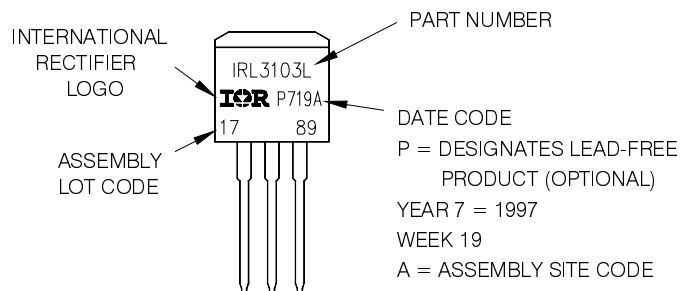 INTERNATIONAL
RECTIFIER
LOGO
ASSEMBLY
LOT CODE
IRL3103L
IOR P719A
17 89
PART NUMBER
DATE CODE
P = DESIGNATES LEAD-FREE
PRODUCT (OPTIONAL)
YEAR 7 = 1997
WEEK 19
A = ASSEMBLY SITE CODE